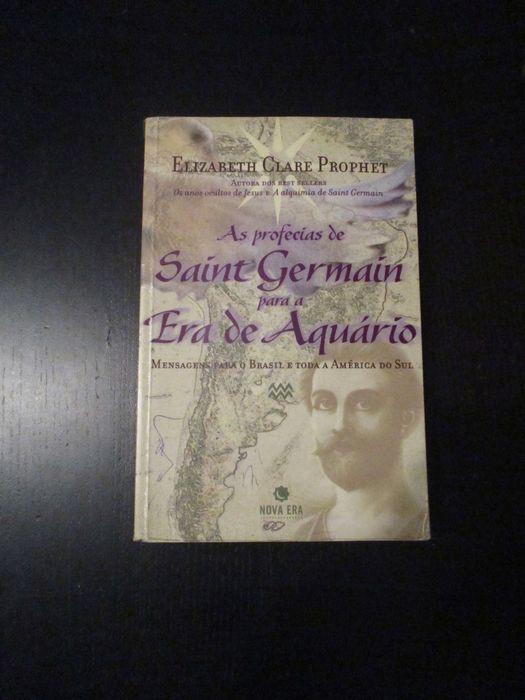 Elizabeth Clare Prophet
Autora dos best sellers
Os anos ocultos de Jesus e A alquimia de Saint Germain
As profecias de
Saint Germain
para a
Era de Aquário
Mensagens para o Brasil e toda a América do Sul
NOVA ERA